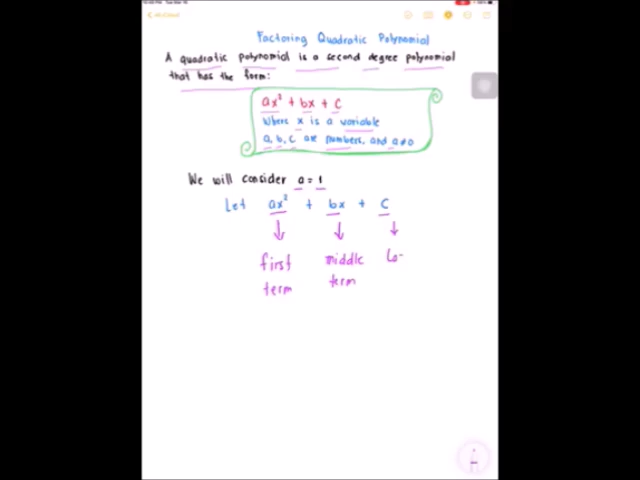 Factoring Quadratic Polynomial
A quadratic polynomial is a second degree polynomial
that has the form:
ax² + bx + c
Where x is a variable
a, b, c are numbers, and a≠0
We will consider a = 1
Let ax² + bx + c
first middle
term term